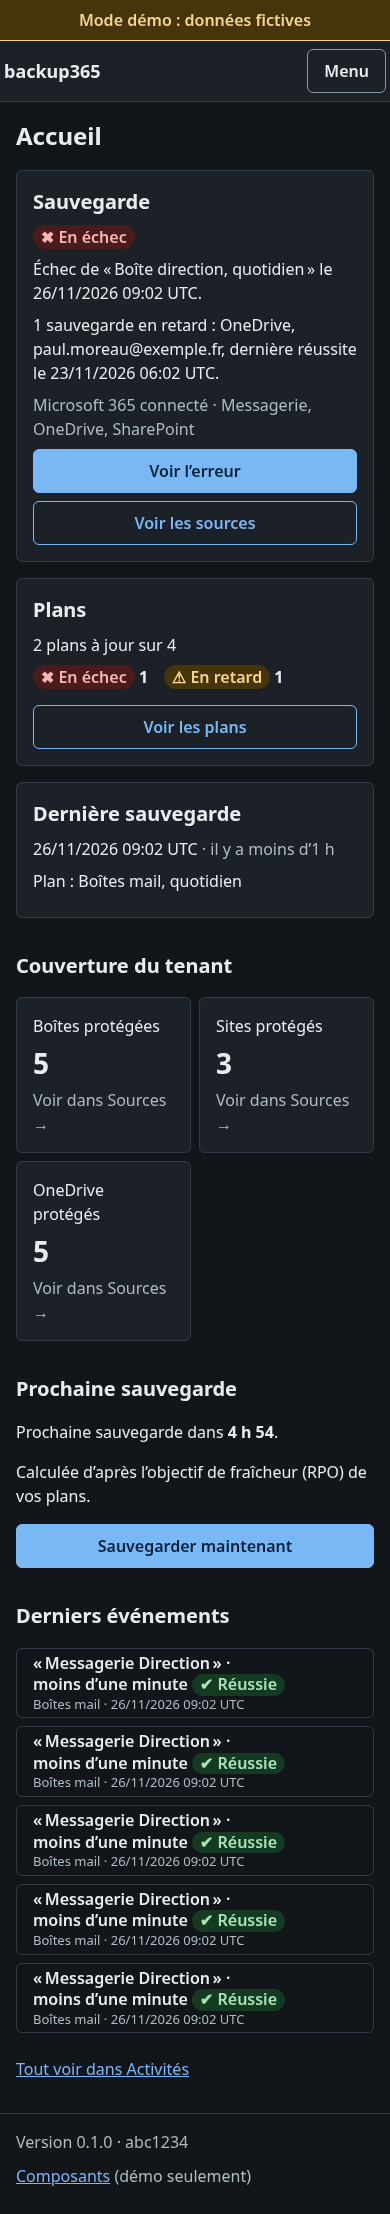 Mode démo : données fictives
backup365
Menu
Accueil
Sauvegarde
✖ En échec
Échec de « Boîte direction, quotidien » le
26/11/2026 09:02 UTC.
1 sauvegarde en retard : OneDrive,
paul.moreau@exemple.fr, dernière réussite
le 23/11/2026 06:02 UTC.
Microsoft 365 connecté · Messagerie,
OneDrive, SharePoint
Voir l’erreur
Voir les sources
Plans
2 plans à jour sur 4
✖ En échec 1 ⚠ En retard 1
Voir les plans
Dernière sauvegarde
26/11/2026 09:02 UTC · il y a moins d’1 h
Plan : Boîtes mail, quotidien
Couverture du tenant
Boîtes protégées
5
Voir dans Sources
→
Sites protégés
3
Voir dans Sources
→
OneDrive
protégés
5
Voir dans Sources
→
Prochaine sauvegarde
Prochaine sauvegarde dans 4 h 54.
Calculée d’après l’objectif de fraîcheur (RPO) de
vos plans.
Sauvegarder maintenant
Derniers événements
« Messagerie Direction » ·
moins d’une minute ✔ Réussie
Boîtes mail · 26/11/2026 09:02 UTC
« Messagerie Direction » ·
moins d’une minute ✔ Réussie
Boîtes mail · 26/11/2026 09:02 UTC
« Messagerie Direction » ·
moins d’une minute ✔ Réussie
Boîtes mail · 26/11/2026 09:02 UTC
« Messagerie Direction » ·
moins d’une minute ✔ Réussie
Boîtes mail · 26/11/2026 09:02 UTC
« Messagerie Direction » ·
moins d’une minute ✔ Réussie
Boîtes mail · 26/11/2026 09:02 UTC
Tout voir dans Activités
Version 0.1.0 · abc1234
Composants (démo seulement)